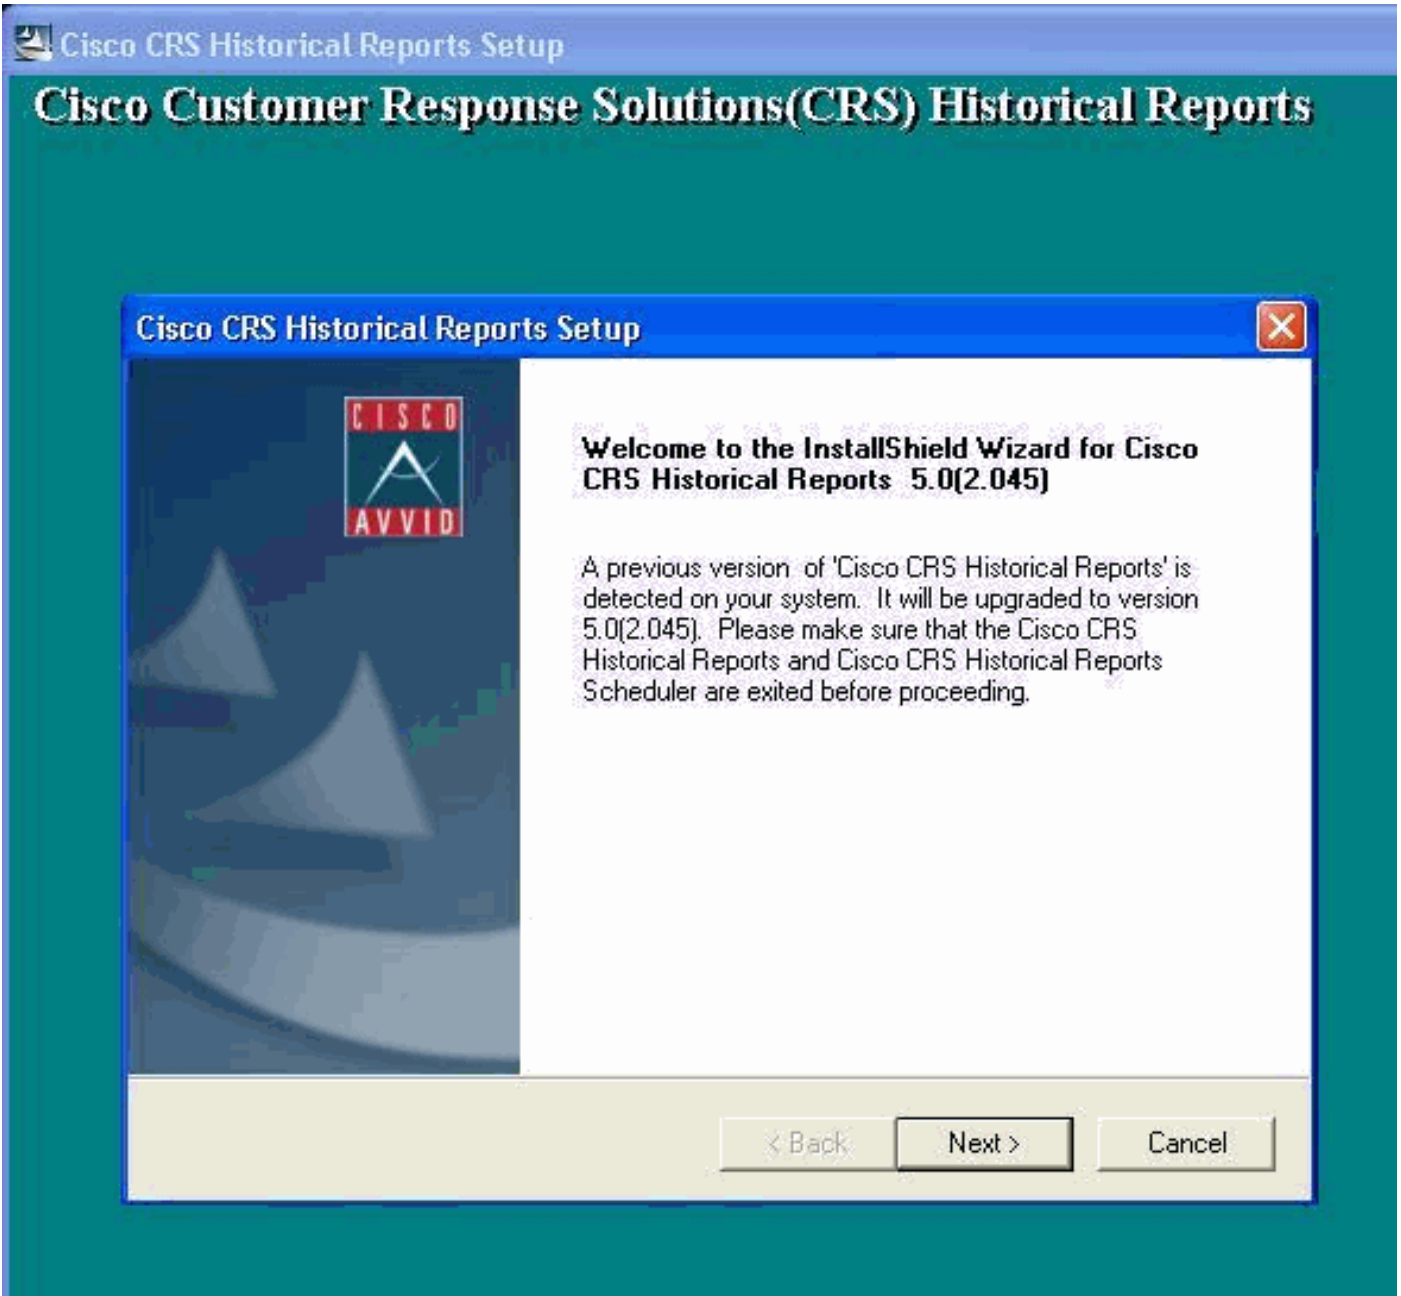 Cisco CRS Historical Reports Setup
Cisco Customer Response Solutions(CRS) Historical Reports
Cisco CRS Historical Reports Setup
CISCO
AVVID
Welcome to the InstallShield Wizard for Cisco
CRS Historical Reports 5.0(2.045)
A previous version of 'Cisco CRS Historical Reports' is
detected on your system. It will be upgraded to version
5.0(2.045). Please make sure that the Cisco CRS
Historical Reports and Cisco CRS Historical Reports
Scheduler are exited before proceeding.
< Back
Next >
Cancel